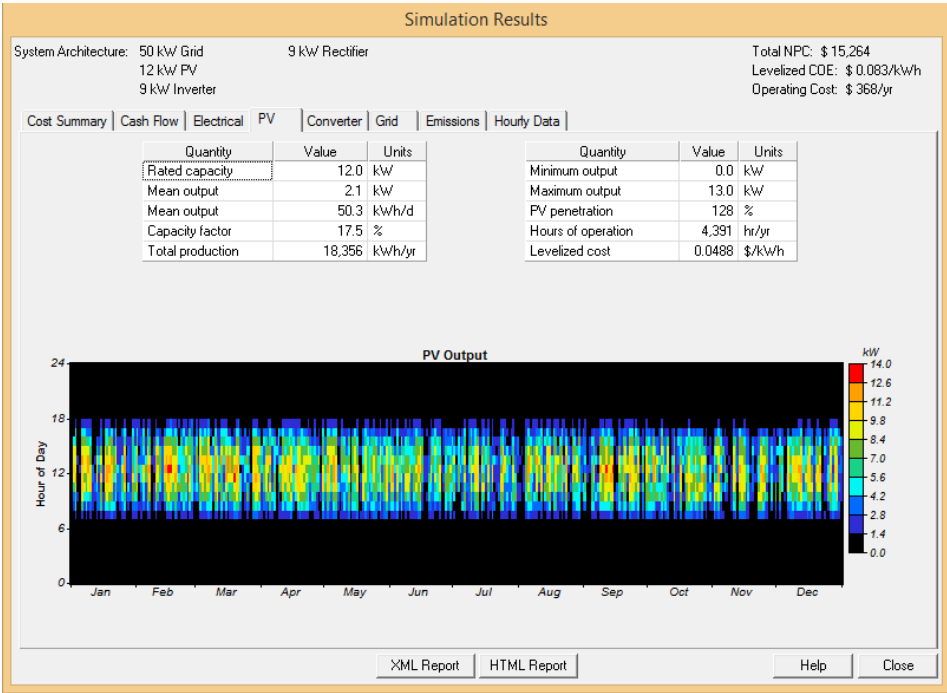 Simulation Results
System Architecture: 50 kW Grid 9 kW Rectifier Total NPC: $ 15,264
12 kW PV Levelized COE: $ 0.083/kWh
9 kW Inverter Operating Cost: $ 368/yr
Cost Summary Cash Flow Electrical PV Converter Grid Emissions Hourly Data
Quantity Value Units Quantity Value Units
Rated capacity 12.0 kW Minimum output 0.0 kW
Mean output 2.1 kW Maximum output 13.0 kW
Mean output 50.3 kWh/d PV penetration 128 %
Capacity factor 17.5 % Hours of operation 4,391 hr/yr
Total production 18,356 kWh/yr Levelized cost 0.0488 $/kWh
PV Output
Hour of Day
24
18
12
6
0
Jan Feb Mar Apr May Jun Jul Aug Sep Oct Nov Dec
kW
14.0
12.6
11.2
9.8
8.4
7.0
5.6
4.2
2.8
1.4
0.0
XML Report HTML Report Help Close